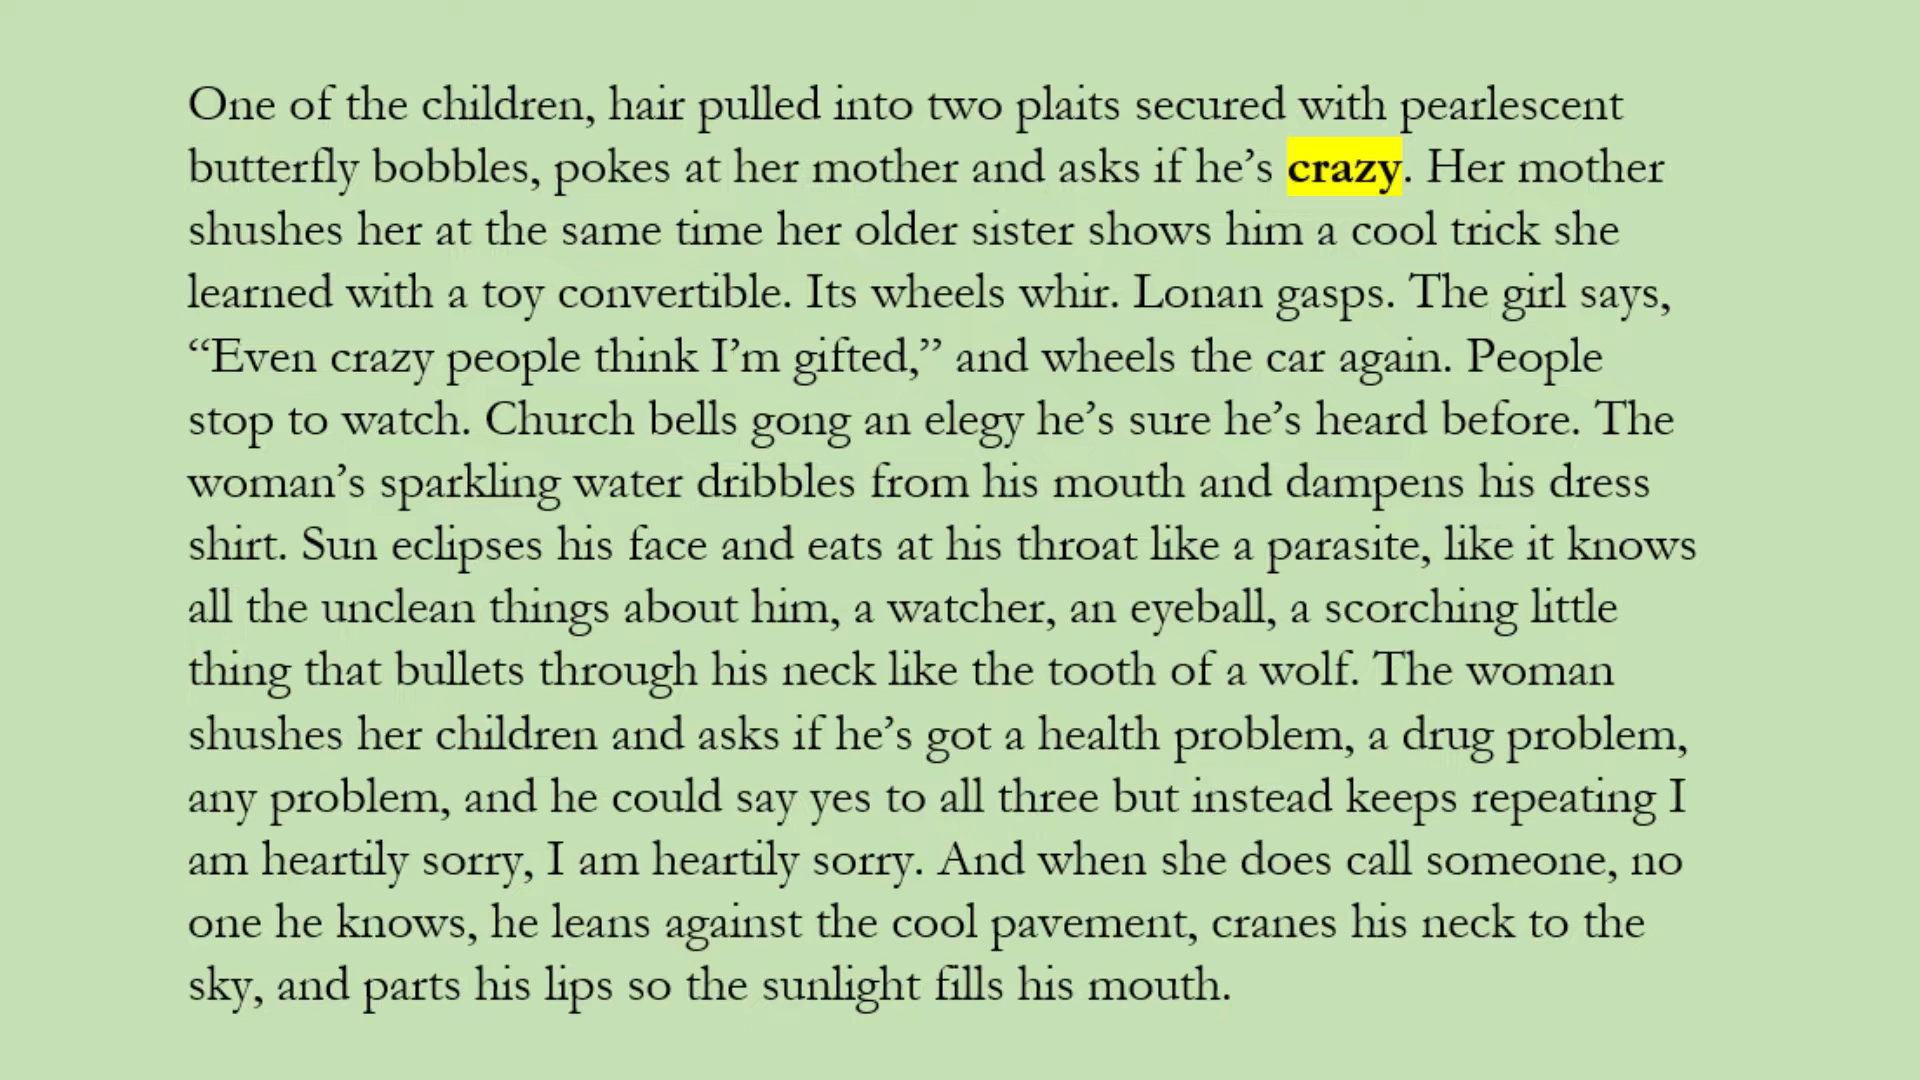 One of the children, hair pulled into two plaits secured with pearlescent
butterfly bobbles, pokes at her mother and asks if he’s crazy. Her mother
shushes her at the same time her older sister shows him a cool trick she
learned with a toy convertible. Its wheels whir. Lonan gasps. The girl says,
“Even crazy people think I’m gifted,” and wheels the car again. People
stop to watch. Church bells gong an elegy he’s sure he’s heard before. The
woman’s sparkling water dribbles from his mouth and dampens his dress
shirt. Sun eclipses his face and eats at his throat like a parasite, like it knows
all the unclean things about him, a watcher, an eyeball, a scorching little
thing that bullets through his neck like the tooth of a wolf. The woman
shushes her children and asks if he’s got a health problem, a drug problem,
any problem, and he could say yes to all three but instead keeps repeating I
am heartily sorry, I am heartily sorry. And when she does call someone, no
one he knows, he leans against the cool pavement, cranes his neck to the
sky, and parts his lips so the sunlight fills his mouth.